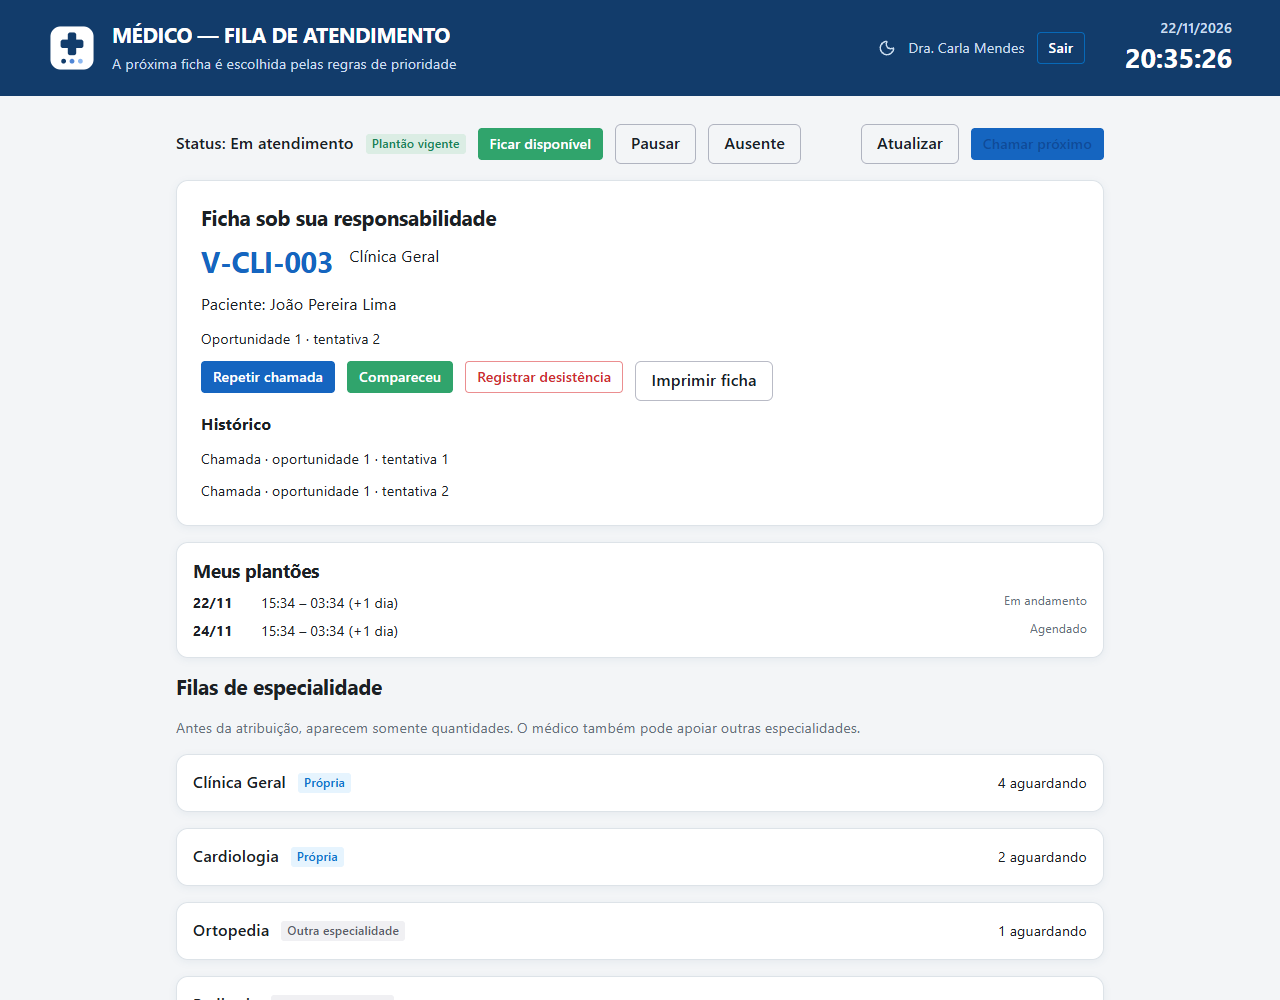 MÉDICO — FILA DE ATENDIMENTO
A próxima ficha é escolhida pelas regras de prioridade
Dra. Carla Mendes
Sair
22/11/2026
20:35:26
Status: Em atendimento
Plantão vigente
Ficar disponível
Pausar
Ausente
Atualizar
Chamar próximo
Ficha sob sua responsabilidade
V-CLI-003
Clínica Geral
Paciente: João Pereira Lima
Oportunidade 1 · tentativa 2
Repetir chamada
Compareceu
Registrar desistência
Imprimir ficha
Histórico
Chamada · oportunidade 1 · tentativa 1
Chamada · oportunidade 1 · tentativa 2
Meus plantões
22/11 15:34 – 03:34 (+1 dia) Em andamento
24/11 15:34 – 03:34 (+1 dia) Agendado
Filas de especialidade
Antes da atribuição, aparecem somente quantidades. O médico também pode apoiar outras especialidades.
Clínica Geral Própria 4 aguardando
Cardiologia Própria 2 aguardando
Ortopedia Outra especialidade 1 aguardando